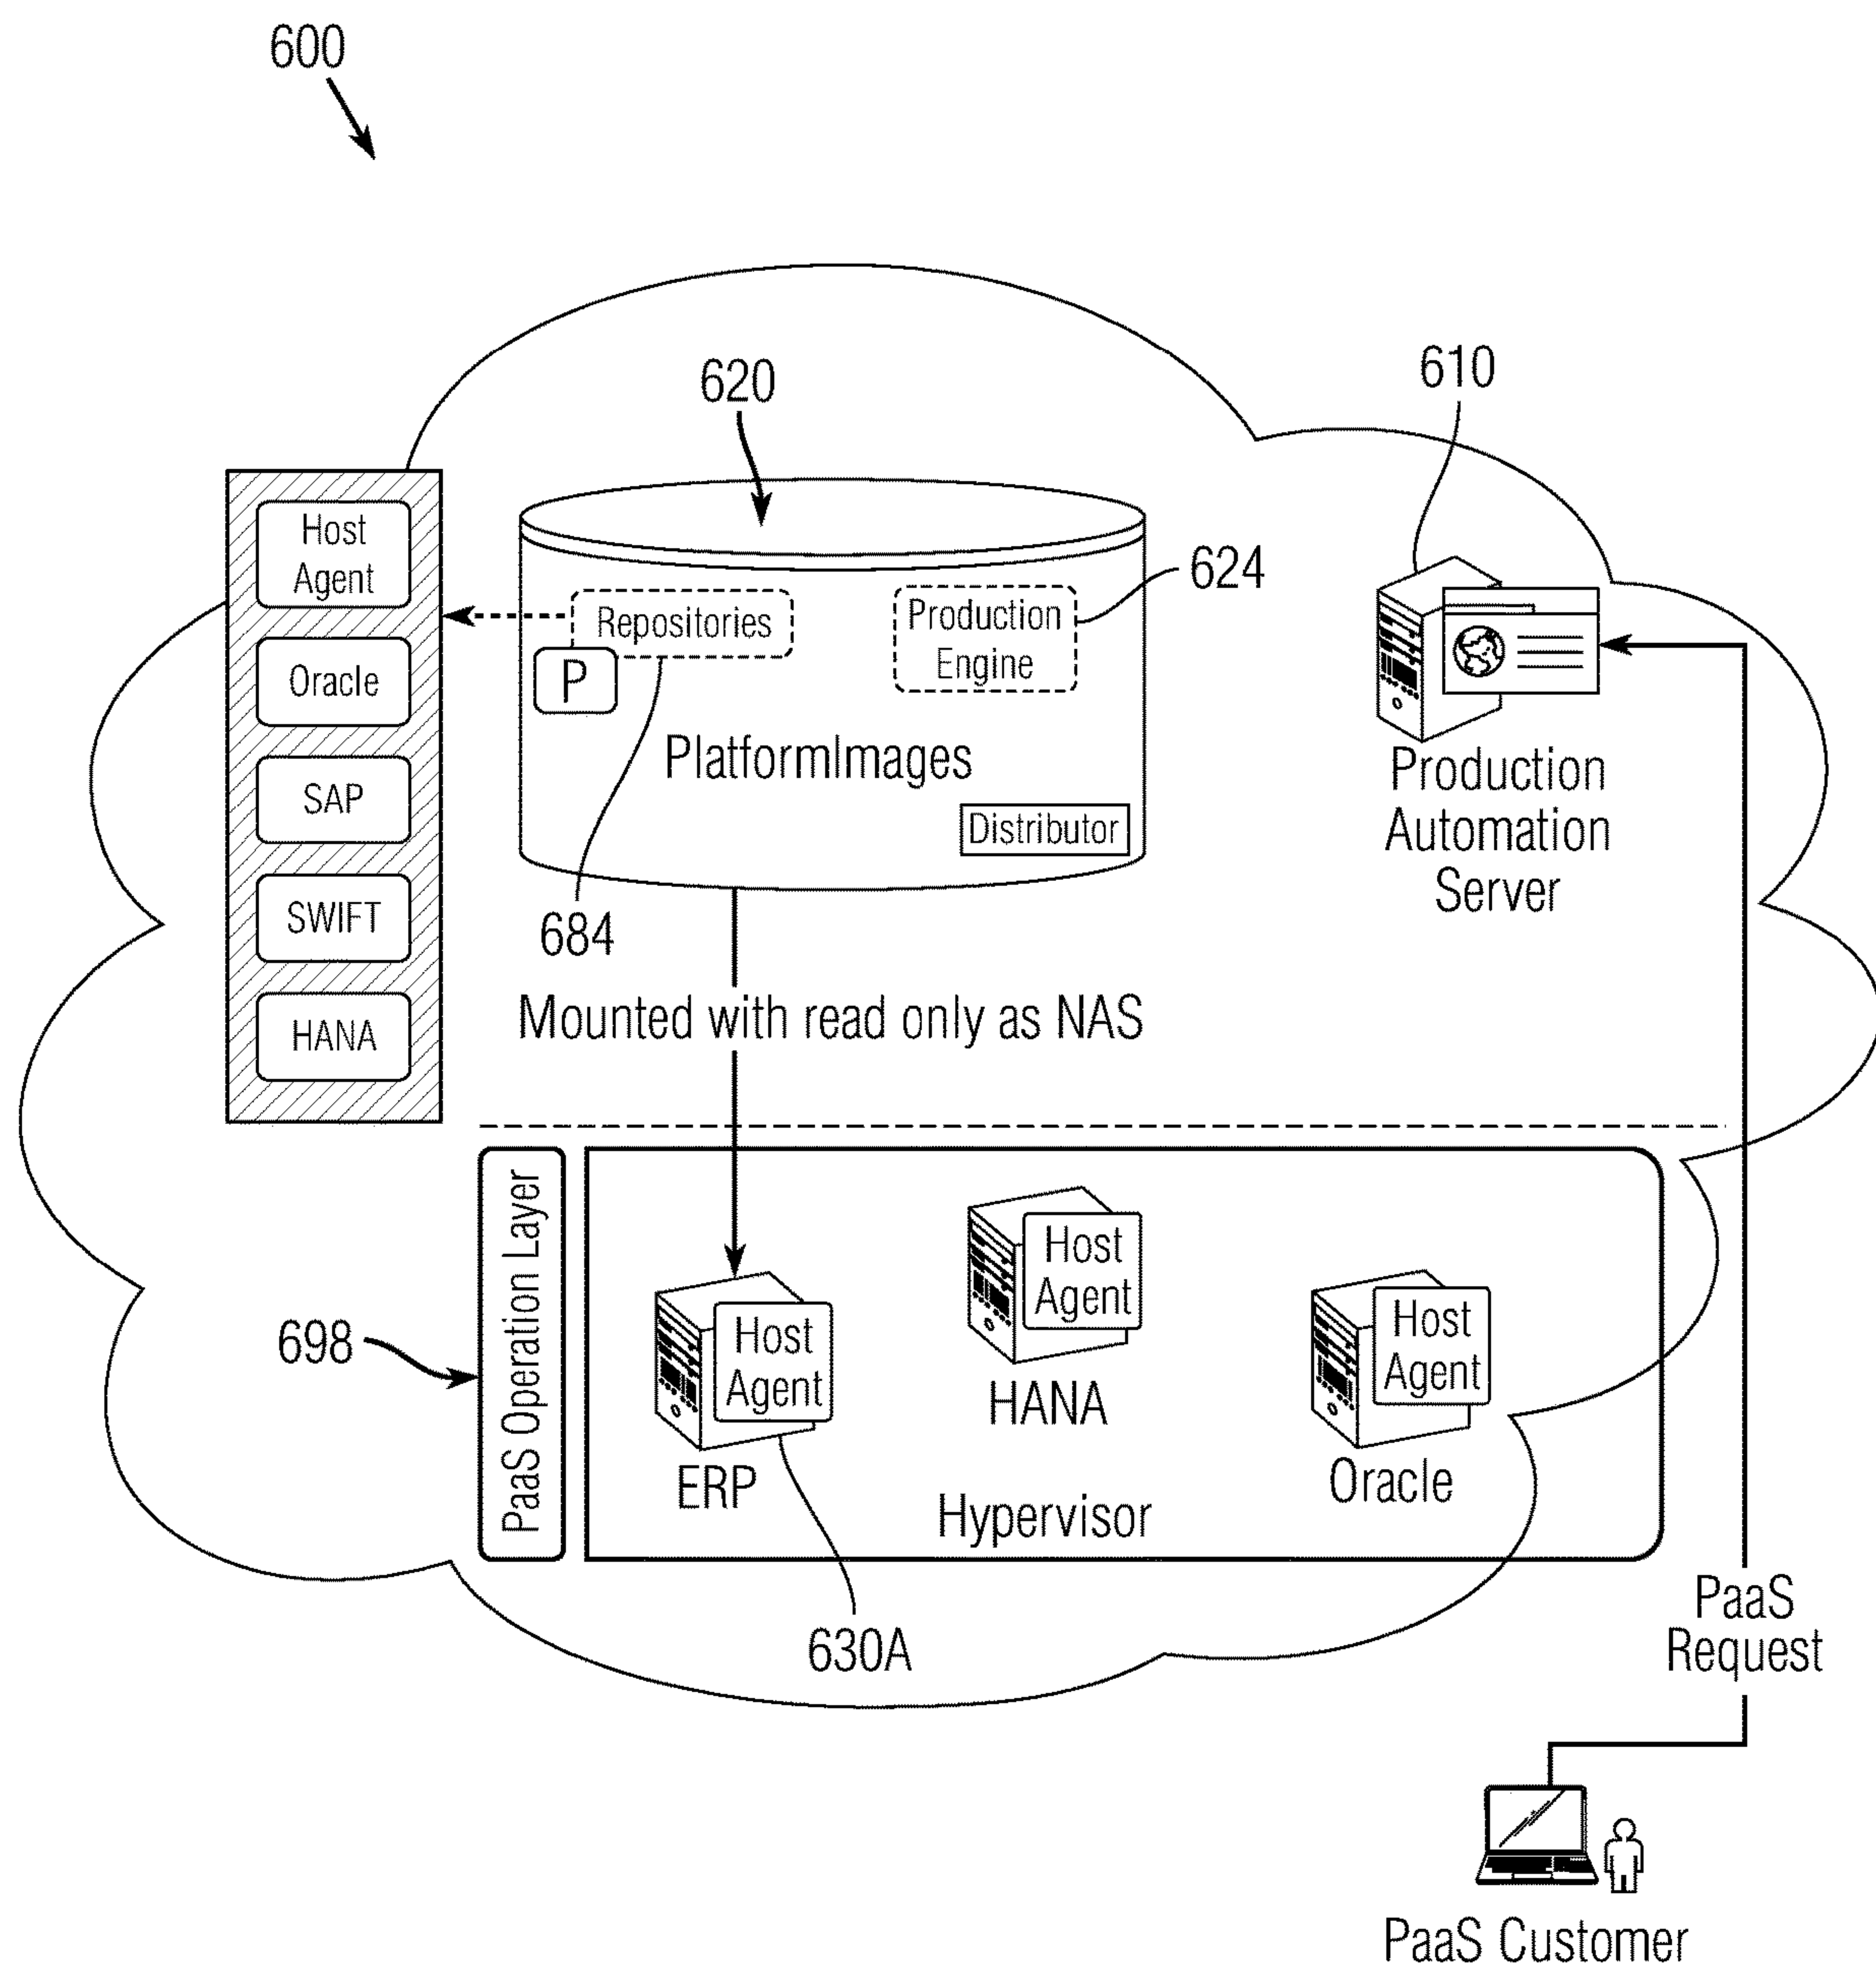 600
620
610
Host
Agent
Oracle
SAP
SWIFT
HANA
Repositories
P
Production
Engine
624
PlatformImages
Distributor
684
Production
Automation
Server
Mounted with read only as NAS
PaaS Operation Layer
698
Host
Agent
ERP
Host
Agent
HANA
Host
Agent
Oracle
Hypervisor
630A
PaaS
Request
PaaS Customer